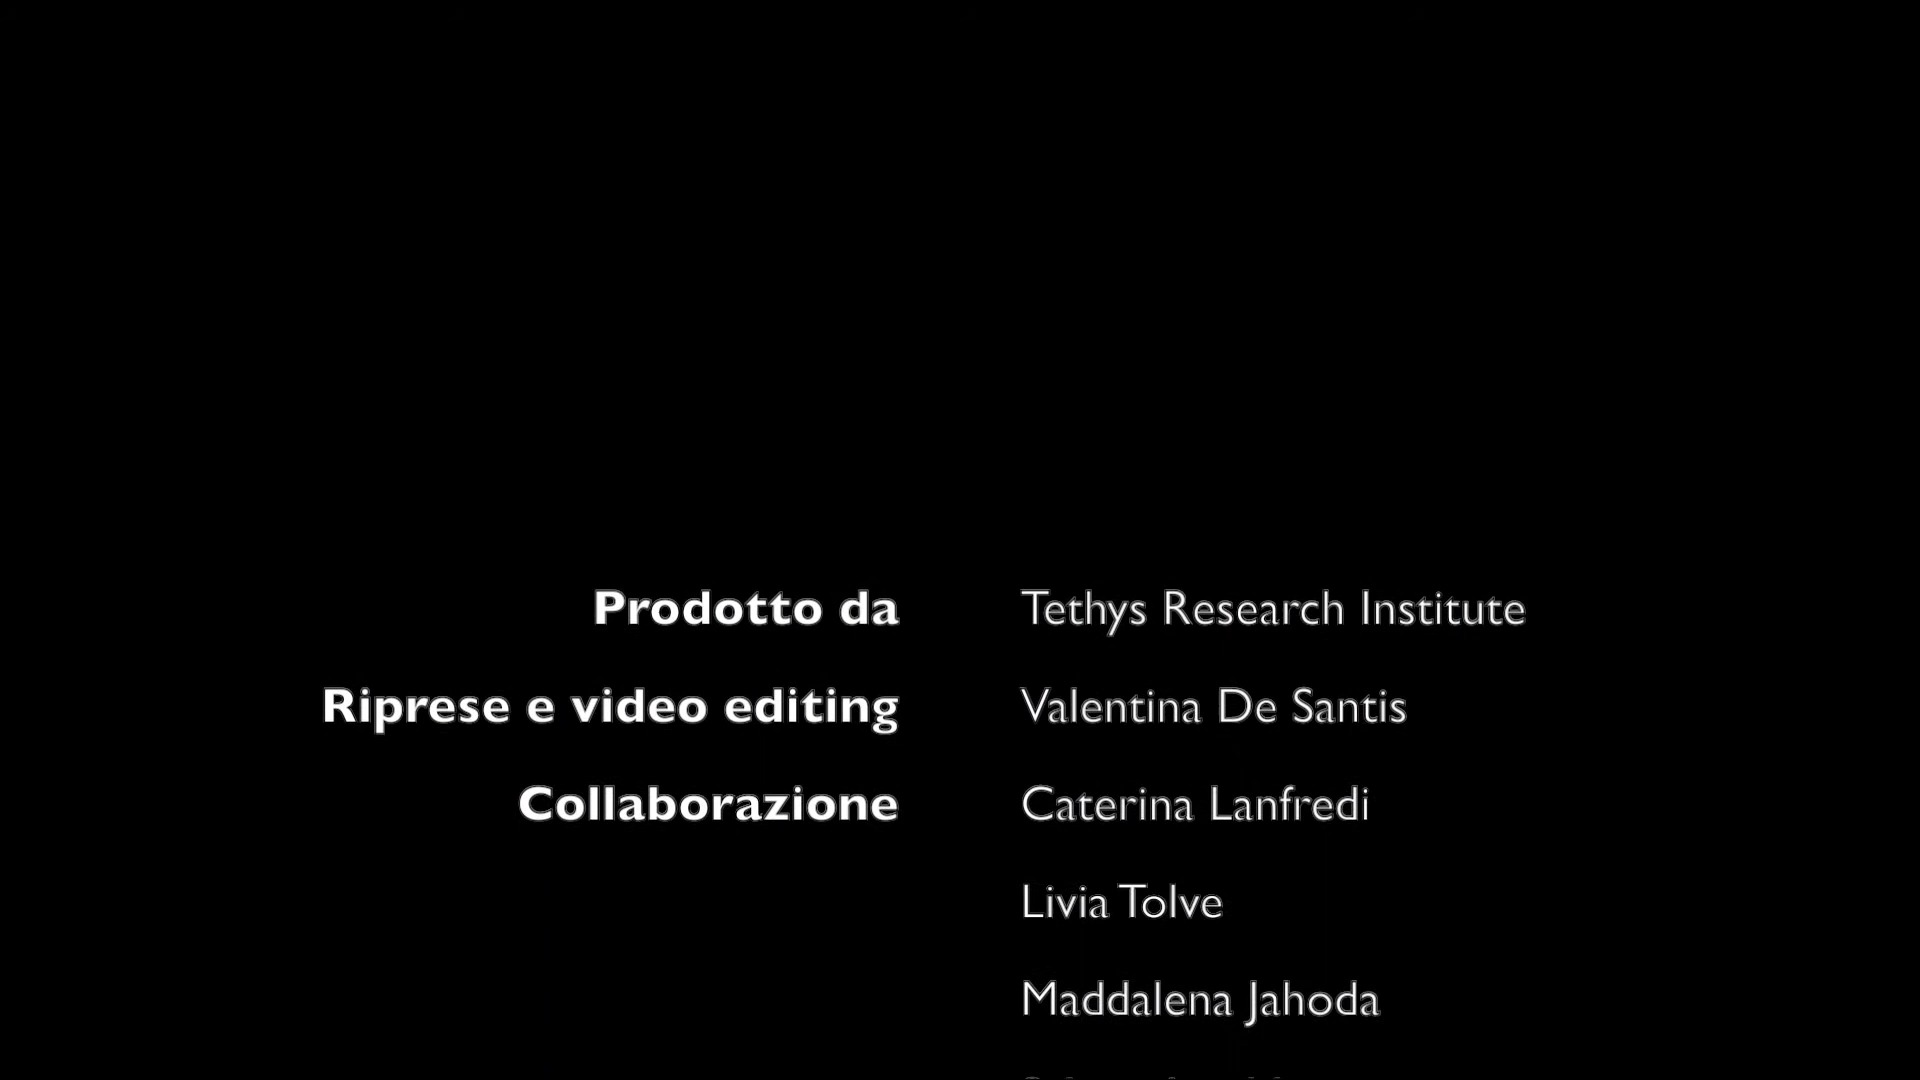 Prodotto da Tethys Research Institute
Riprese e video editing Valentina De Santis
Collaborazione Caterina Lanfredi
Livia Tolve
Maddalena Jahoda